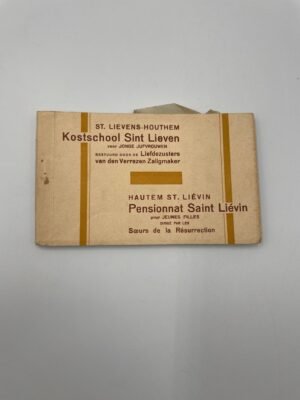 ST. LIEVENS-HOUTHEM
Kostschool Sint Lieven
voor JONGE JUFVROUWEN
BESTUURD DOOR DE Liefdezusters
van den Verrezen Zaligmaker
HAUTEM ST. LIÉVIN
Pensionnat Saint Liévin
pour JEUNES FILLES
DIRIGÉ PAR LES
Sœurs de la Résurrection